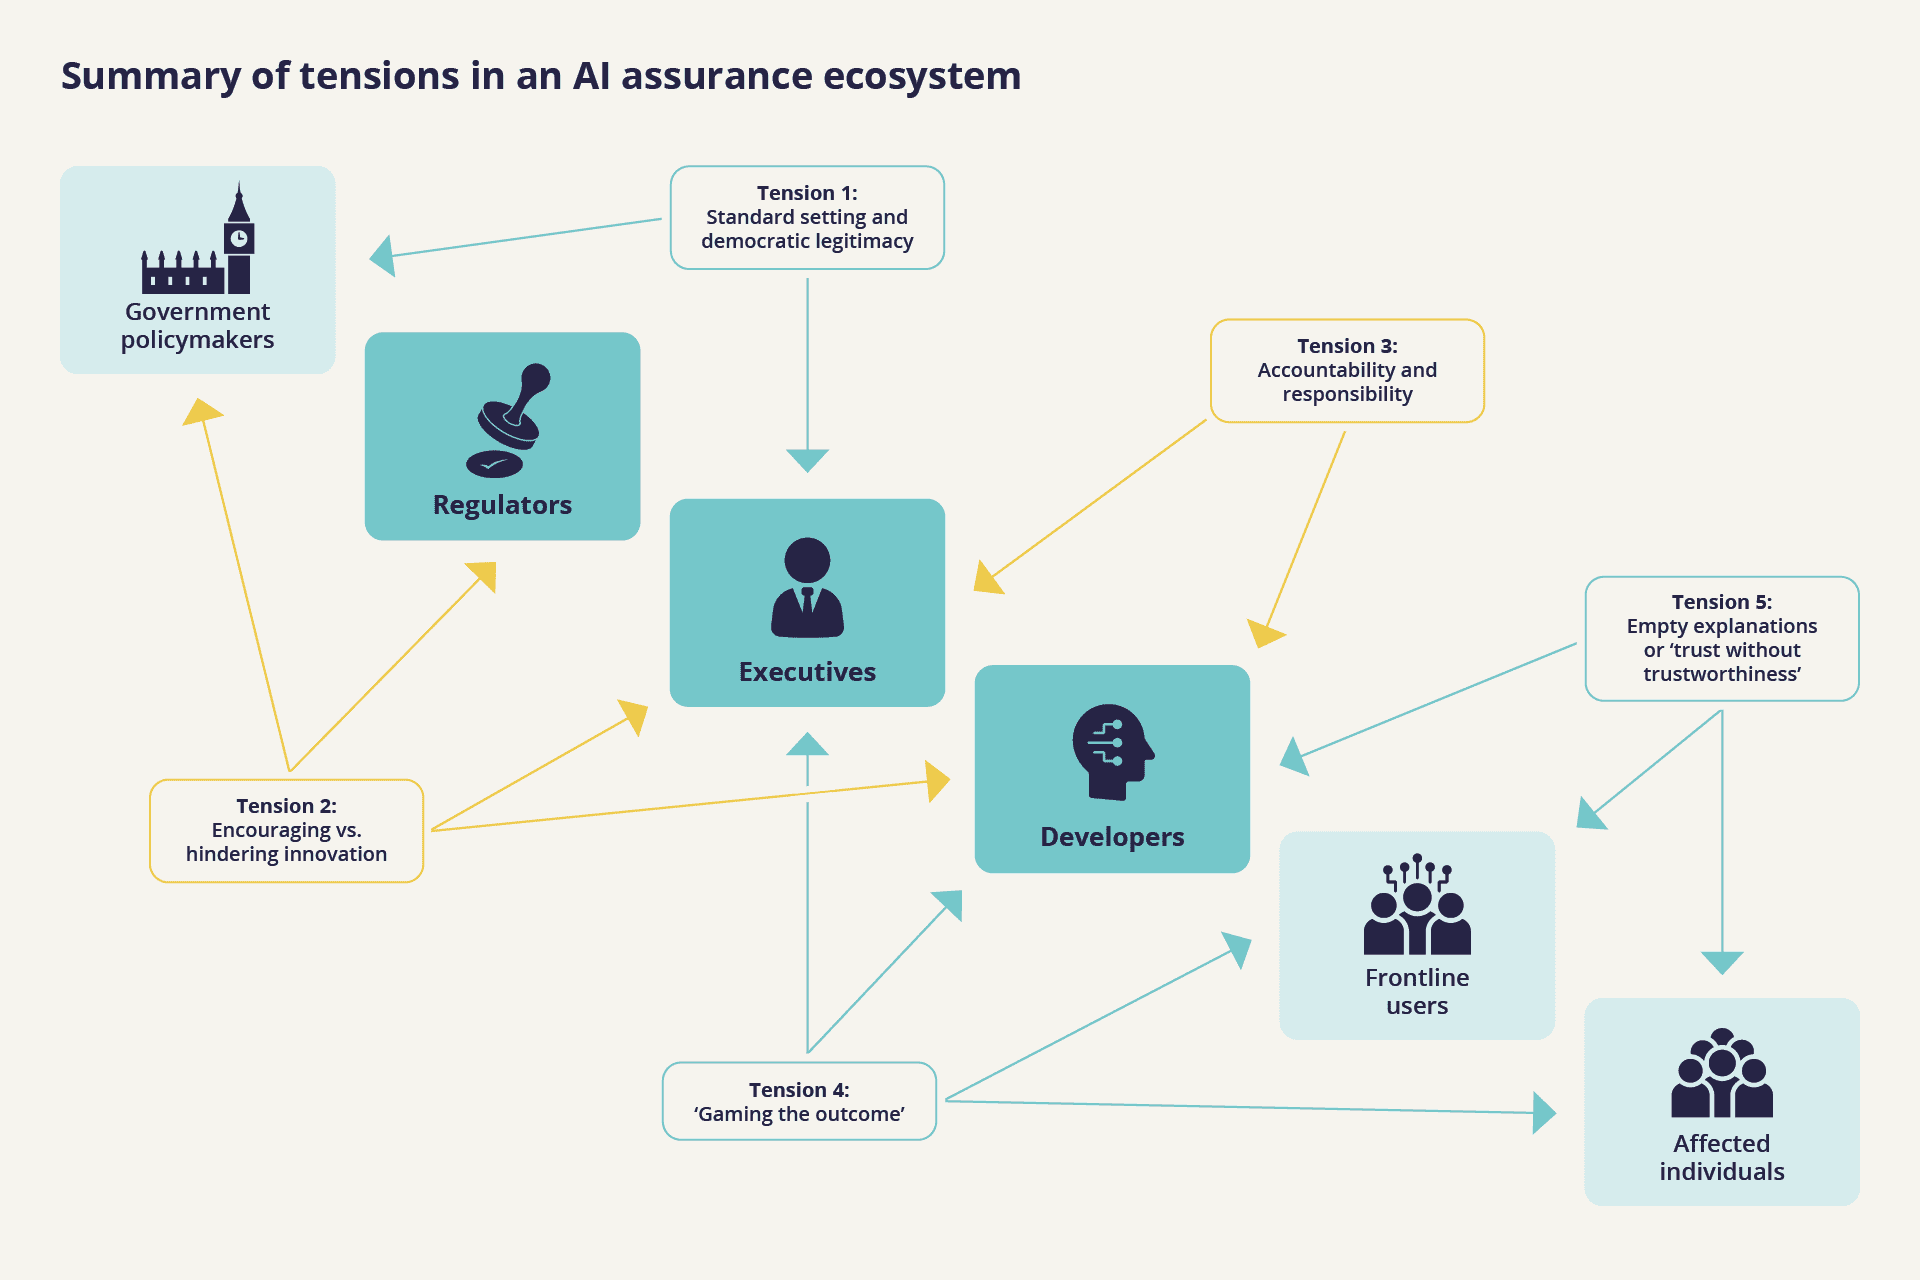 Summary of tensions in an AI assurance ecosystem
Government
policymakers
Tension 1:
Standard setting and
democratic legitimacy
Regulators
Tension 3:
Accountability and
responsibility
Executives
Tension 5:
Empty explanations
or ‘trust without
trustworthiness’
Tension 2:
Encouraging vs.
hindering innovation
Developers
Frontline
users
Tension 4:
‘Gaming the outcome’
Affected
individuals